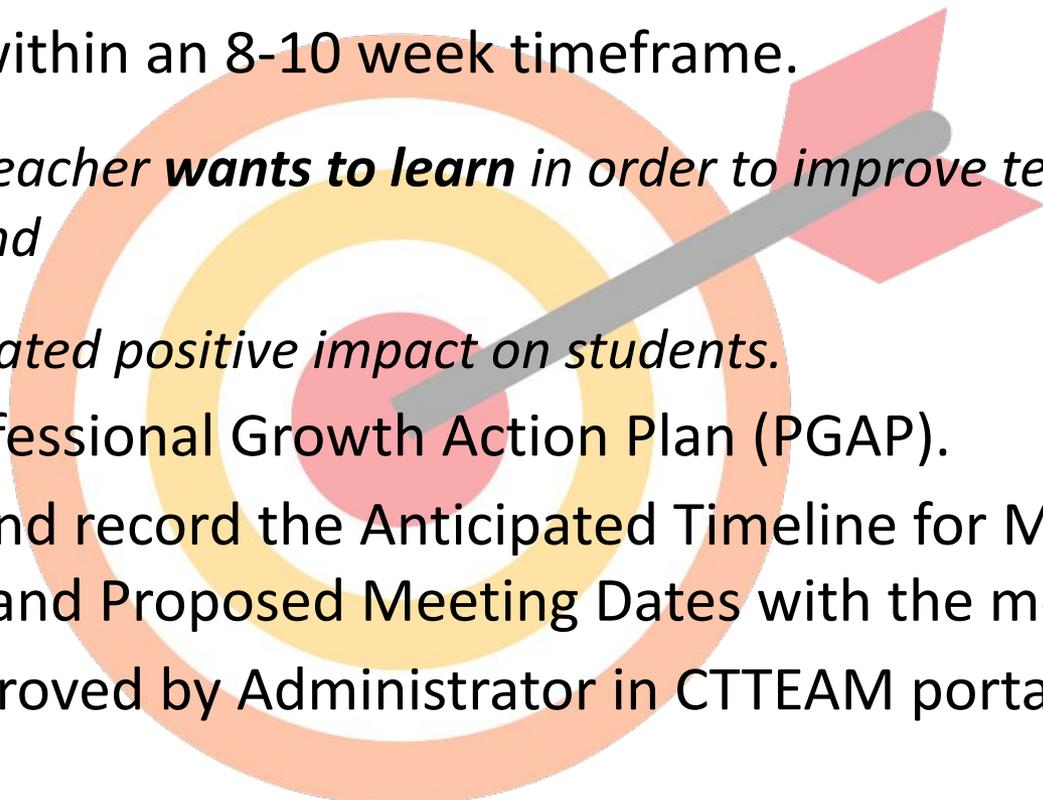 within an 8-10 week timeframe.
eacher wants to learn in order to improve te
nd
ated positive impact on students.
fessional Growth Action Plan (PGAP).
nd record the Anticipated Timeline for M
and Proposed Meeting Dates with the m
roved by Administrator in CTTEAM porta